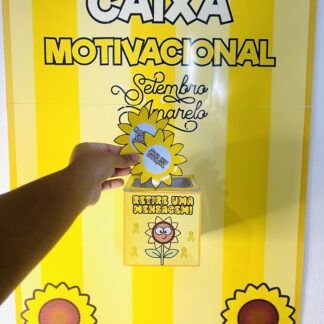 CAIXA
MOTIVACIONAL
Setembro
Amarelo
RETIRE UMA
MENSAGEM!